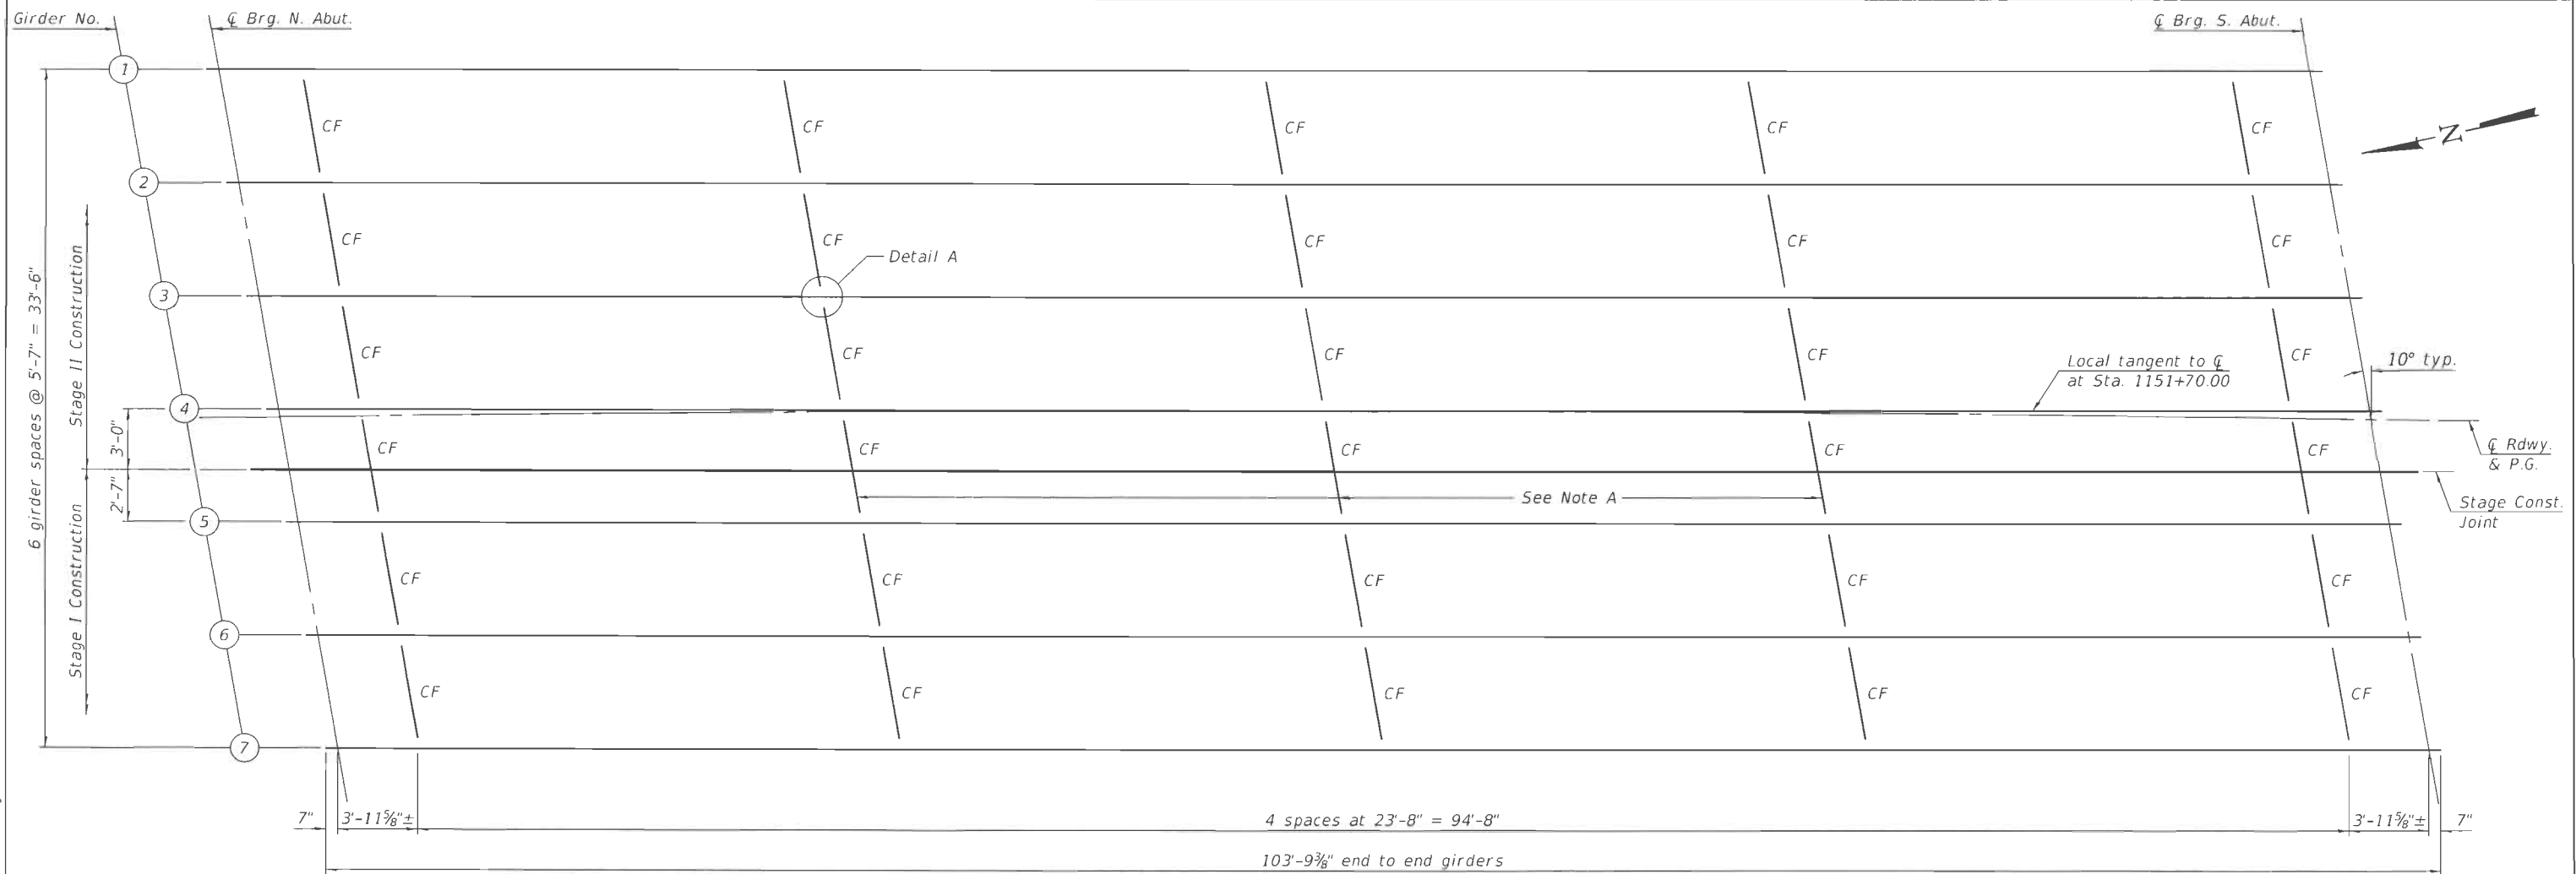 Girder No.
℄ Brg. N. Abut.
℄ Brg. S. Abut.
1
CF CF CF CF CF
N
2
CF CF CF CF CF
Detail A
3
CF CF CF CF CF
Local tangent to ℄
at Sta. 1151+70.00
10° typ.
4
CF CF CF CF CF
℄ Rdwy.
& P.G.
See Note A
Stage Const.
Joint
5
CF CF CF CF CF
6
CF CF CF CF CF
7
6 girder spaces @ 5'-7" = 33'-6"
Stage II Construction
Stage I Construction
3'-0"
2'-7"
7" 3'-11⅝"± 4 spaces at 23'-8" = 94'-8" 3'-11⅝"± 7"
103'-9⅜" end to end girders